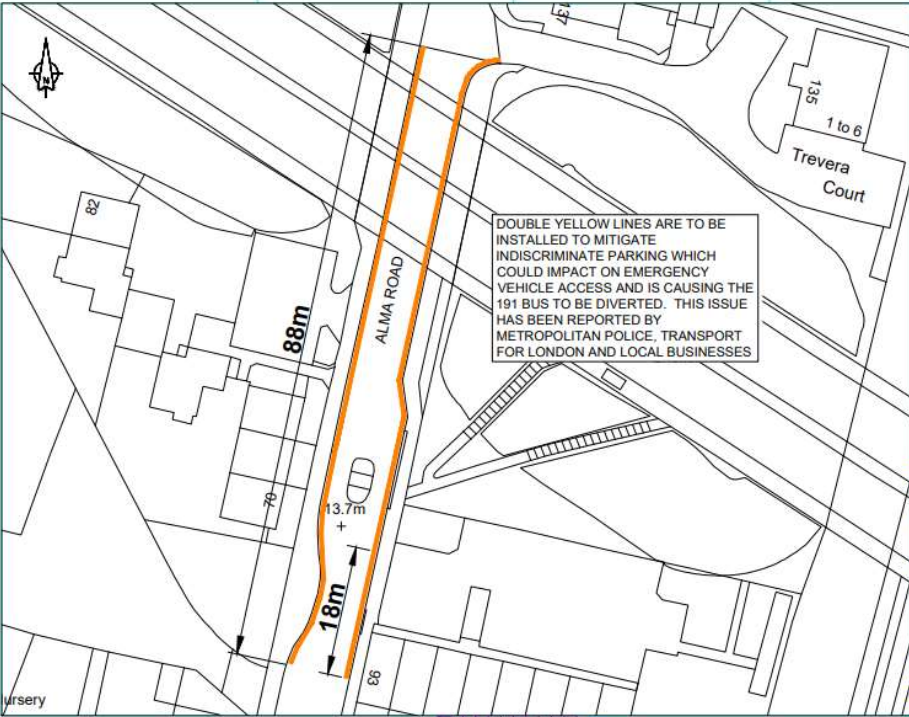 137
N
135
1 to 6
Trevera
Court
82
DOUBLE YELLOW LINES ARE TO BE
INSTALLED TO MITIGATE
INDISCRIMINATE PARKING WHICH
COULD IMPACT ON EMERGENCY
VEHICLE ACCESS AND IS CAUSING THE
191 BUS TO BE DIVERTED. THIS ISSUE
HAS BEEN REPORTED BY
METROPOLITAN POLICE, TRANSPORT
FOR LONDON AND LOCAL BUSINESSES
ALMA ROAD
88m
70
13.7m
18m
93
ursery